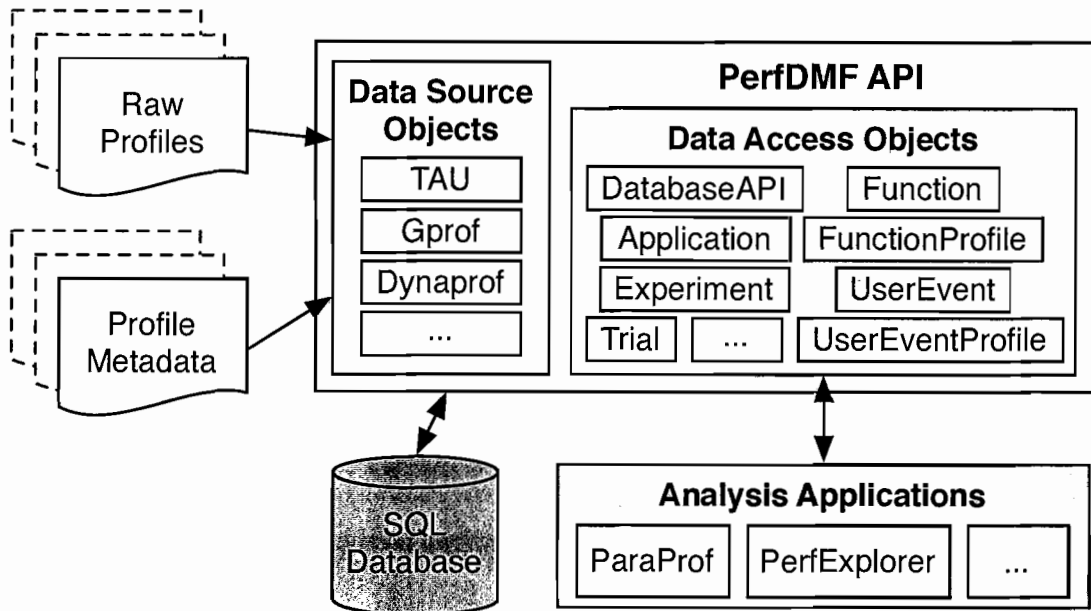 Raw
Profiles
Profile
Metadata
PerfDMF API
Data Source
Objects
TAU
Gprof
Dynaprof
...
Data Access Objects
DatabaseAPI
Function
Application
FunctionProfile
Experiment
UserEvent
Trial
...
UserEventProfile
SQL
Database
Analysis Applications
ParaProf
PerfExplorer
...